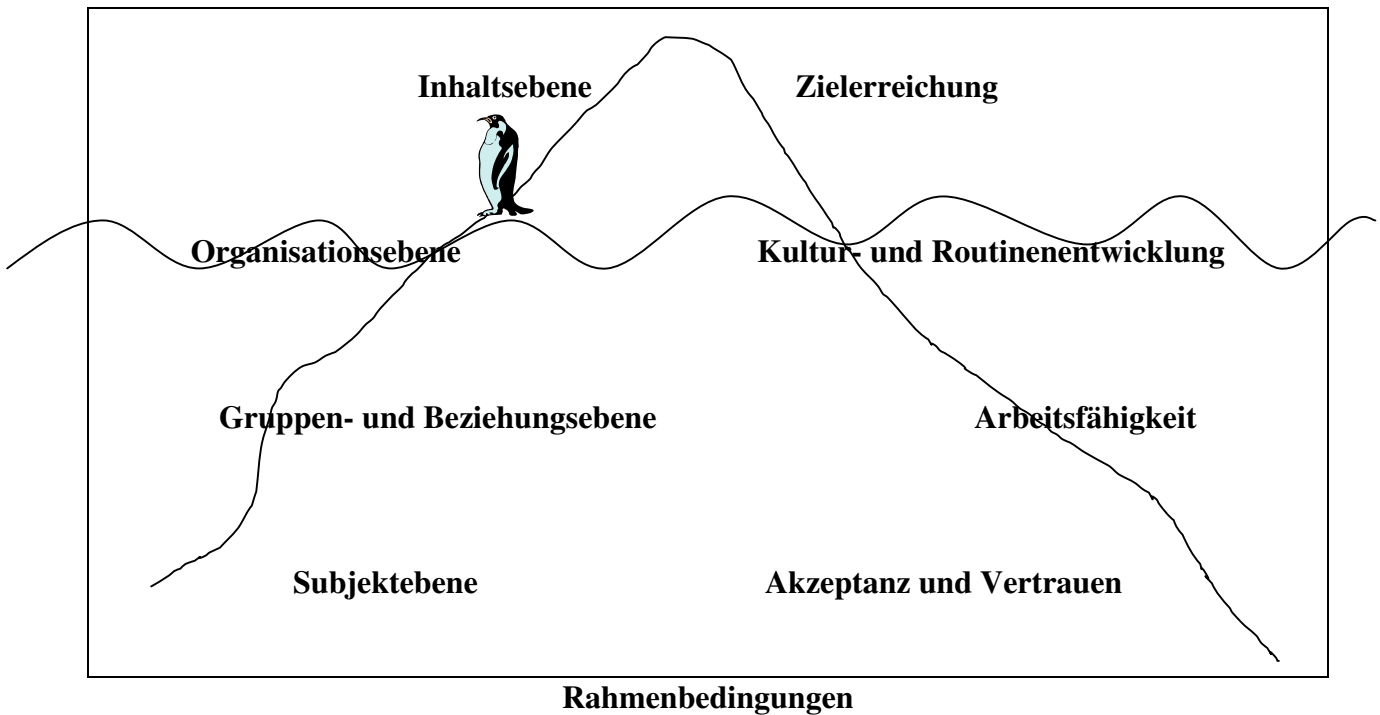 Inhaltsebene Zielerreichung
Organisationsebene Kultur- und Routinenentwicklung
Gruppen- und Beziehungsebene Arbeitsfähigkeit
Subjektebene Akzeptanz und Vertrauen
Rahmenbedingungen